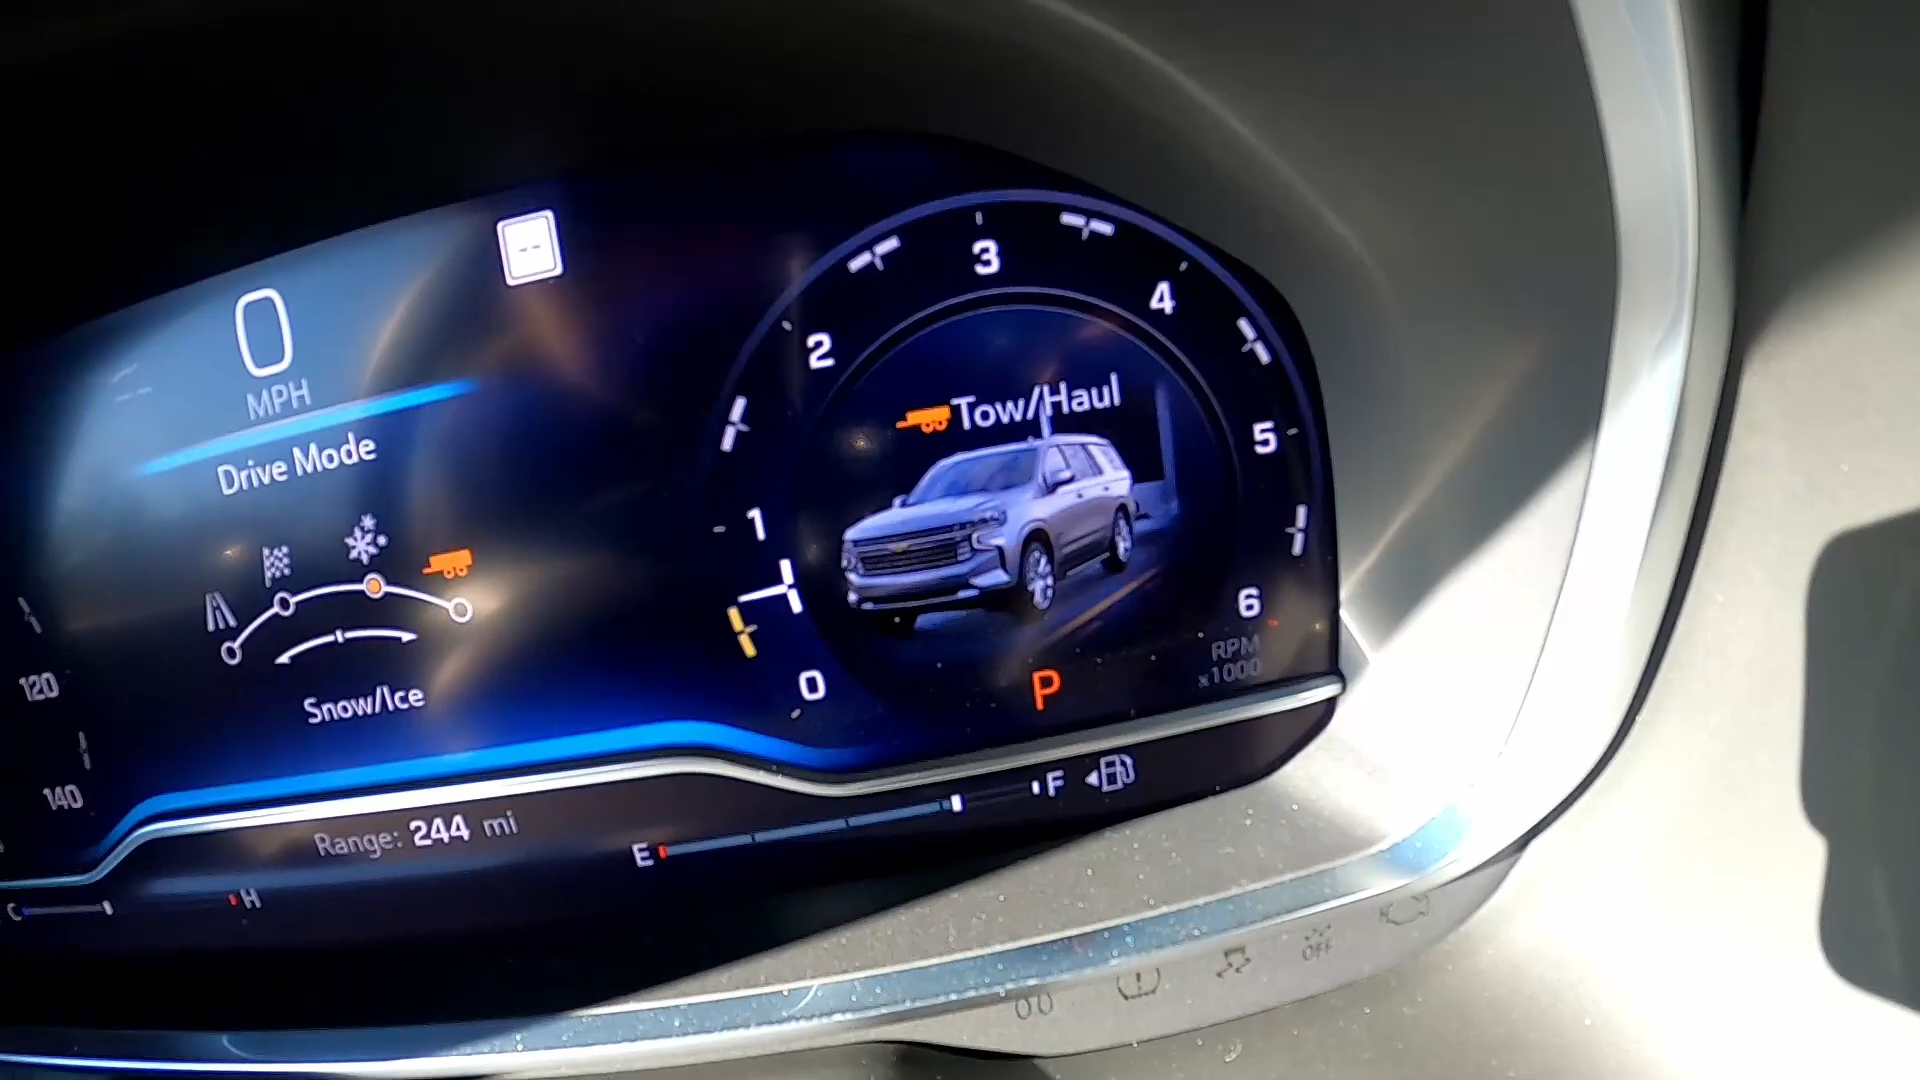 --
0
MPH
Drive Mode
Snow/Ice
120
140
Range: 244 mi
C
H
0
1
2
3
4
5
6
RPM
x1000
Tow/Haul
P
E
F
OFF